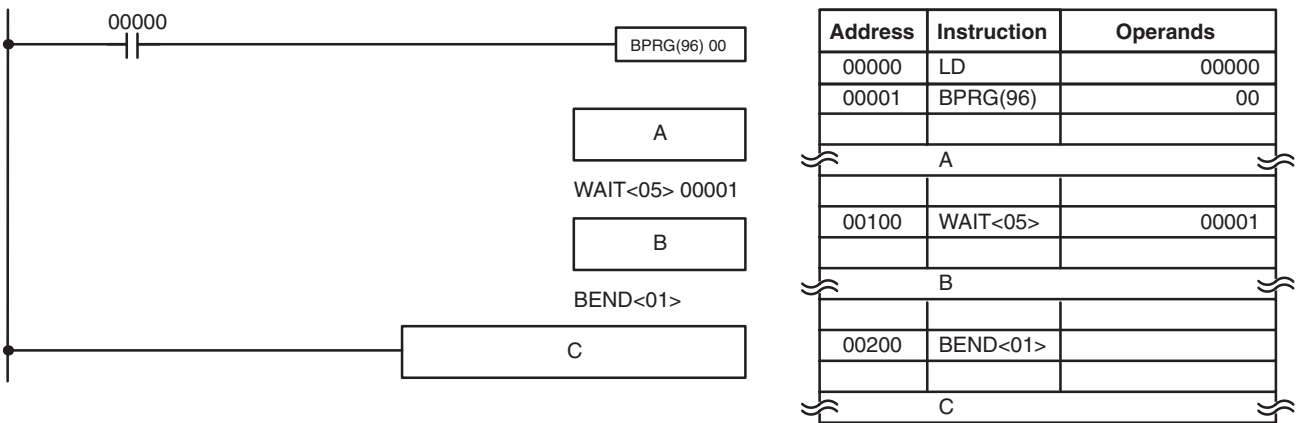 00000
BPRG(96) 00
A
WAIT<05> 00001
B
BEND<01>
C
Address Instruction Operands
00000 LD 00000
00001 BPRG(96) 00
A
00100 WAIT<05> 00001
B
00200 BEND<01>
C